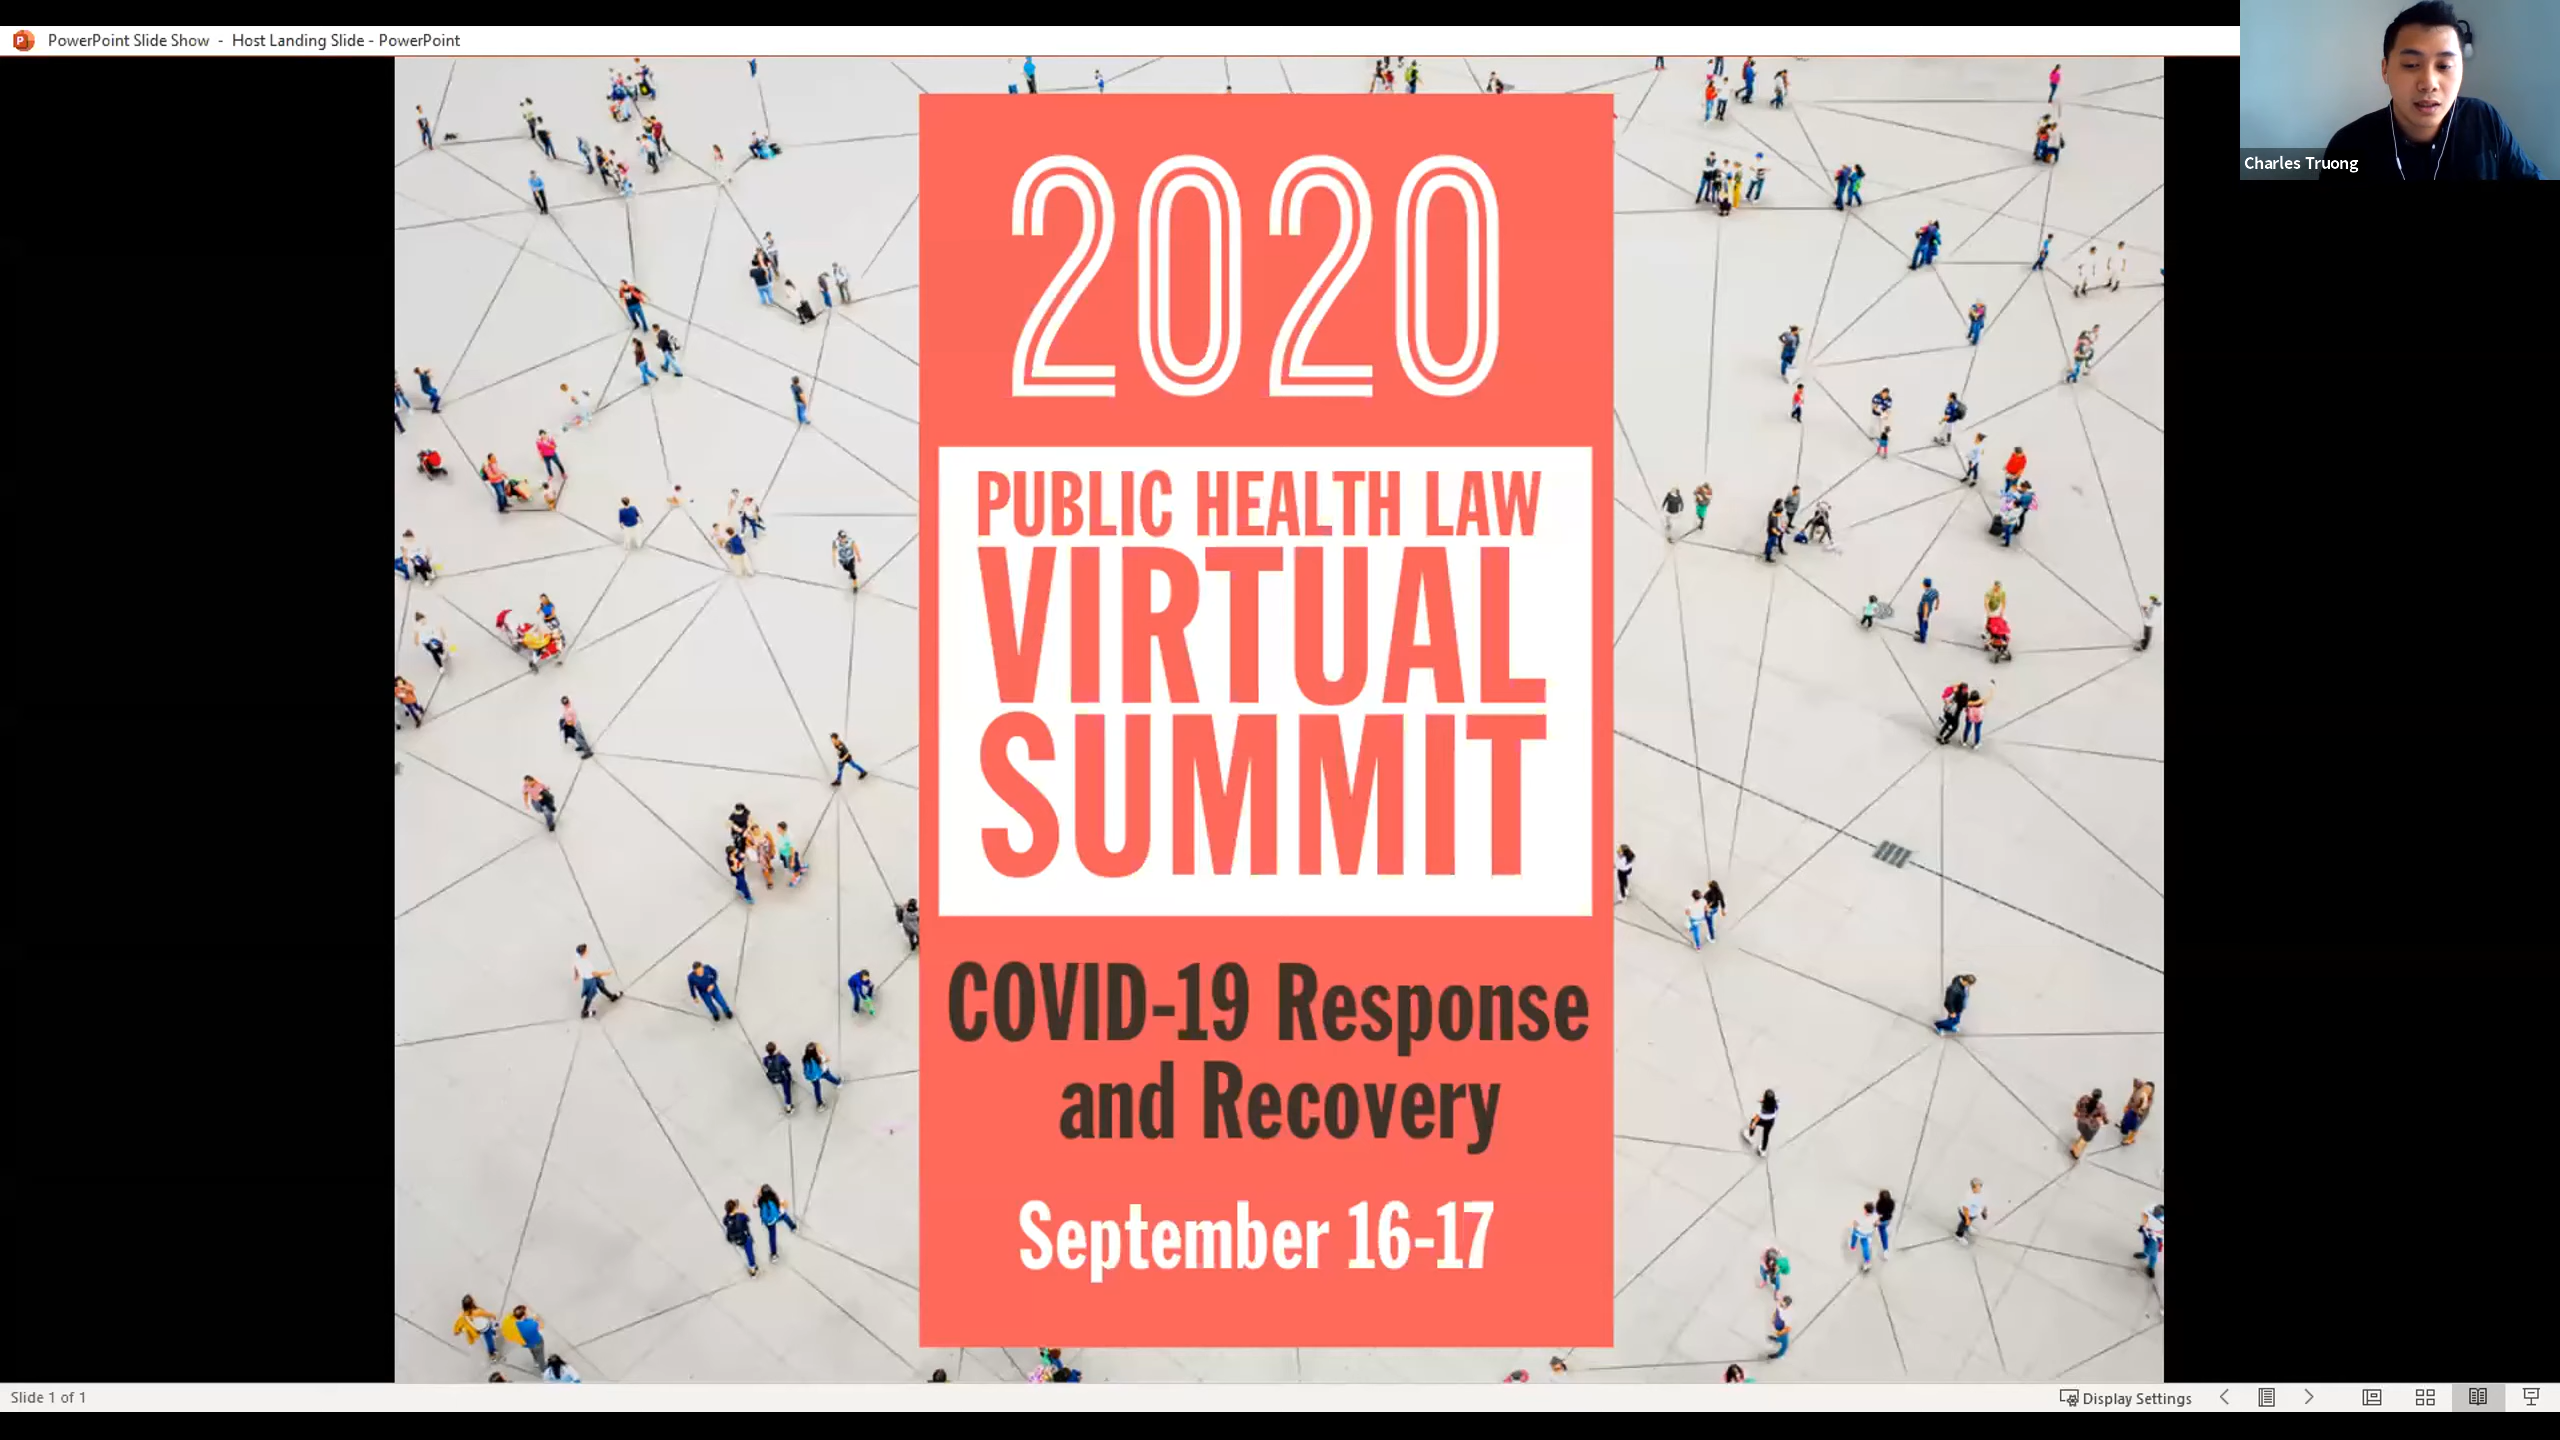 PowerPoint Slide Show - Host Landing Slide - PowerPoint
Charles Truong
2020
PUBLIC HEALTH LAW
VIRTUAL
SUMMIT
COVID-19 Response
and Recovery
September 16-17
Slide 1 of 1
Display Settings